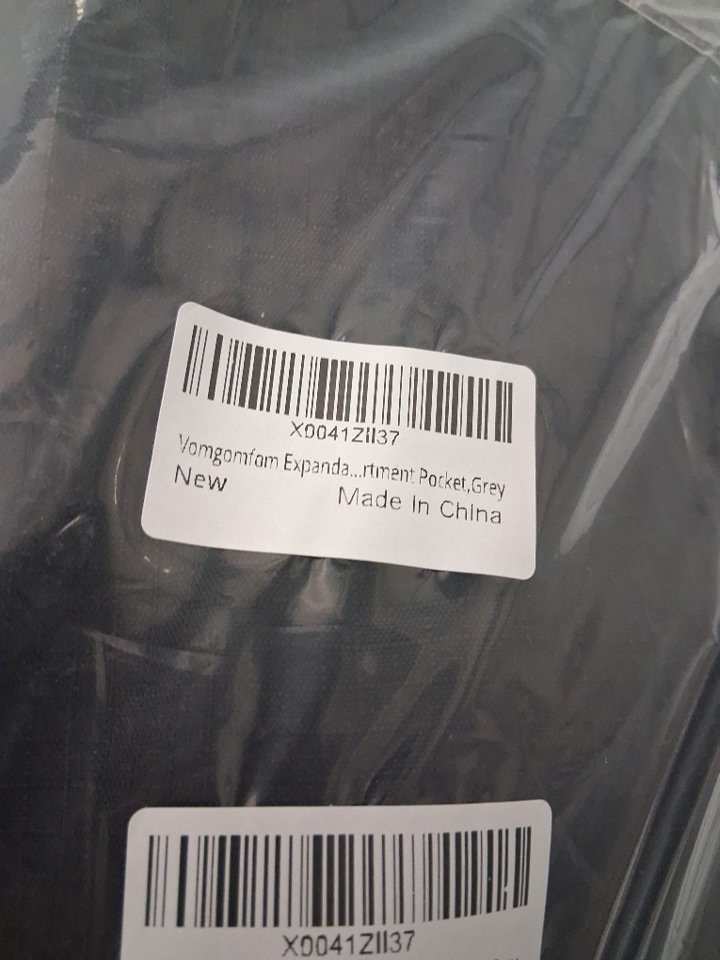 X0041ZII37
Vomgomfom Expanda...rtment Pocket,Grey
New Made in China
X0041ZII37